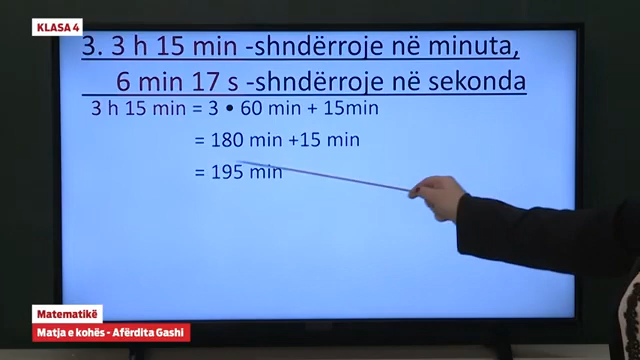 KLASA 4
3. 3 h 15 min -shndërroje në minuta,
6 min 17 s -shndërroje në sekonda
3 h 15 min = 3 • 60 min + 15min
= 180 min +15 min
= 195 min
Matematikë
Matja e kohës - Afërdita Gashi